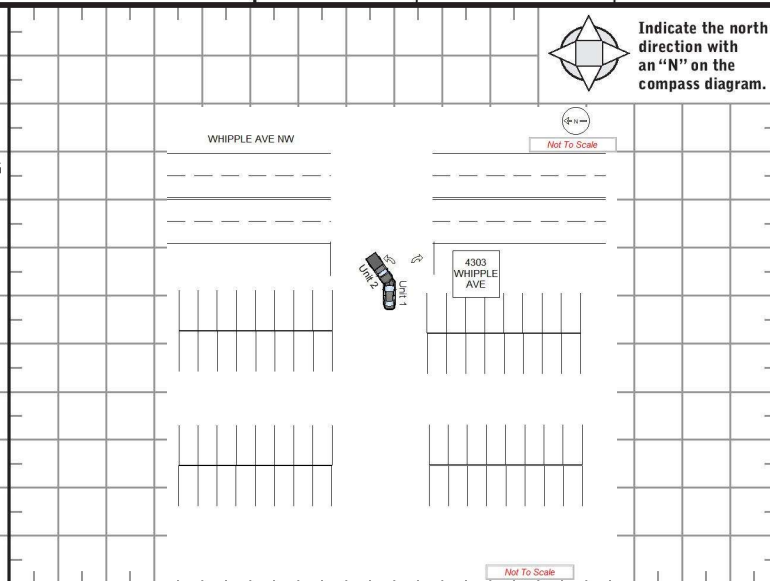 Indicate the north
direction with
an “N” on the
compass diagram.
N
Not To Scale
WHIPPLE AVE NW
4303
WHIPPLE
AVE
Unit 2
Unit 1
Not To Scale